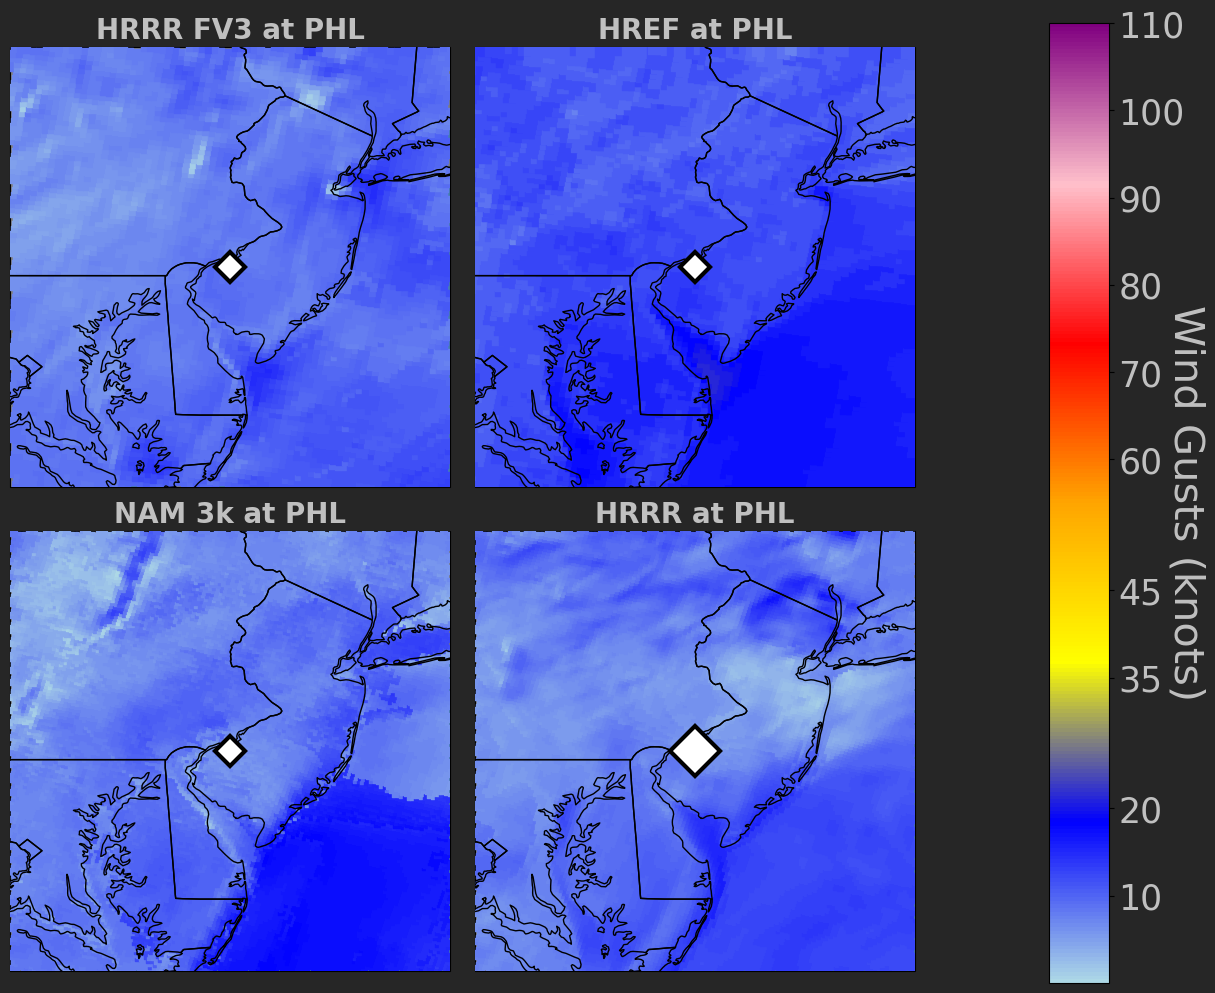 HRRR FV3 at PHL
HREF at PHL
NAM 3k at PHL
HRRR at PHL
110
100
90
80
70
60
45
35
20
10
Wind Gusts (knots)